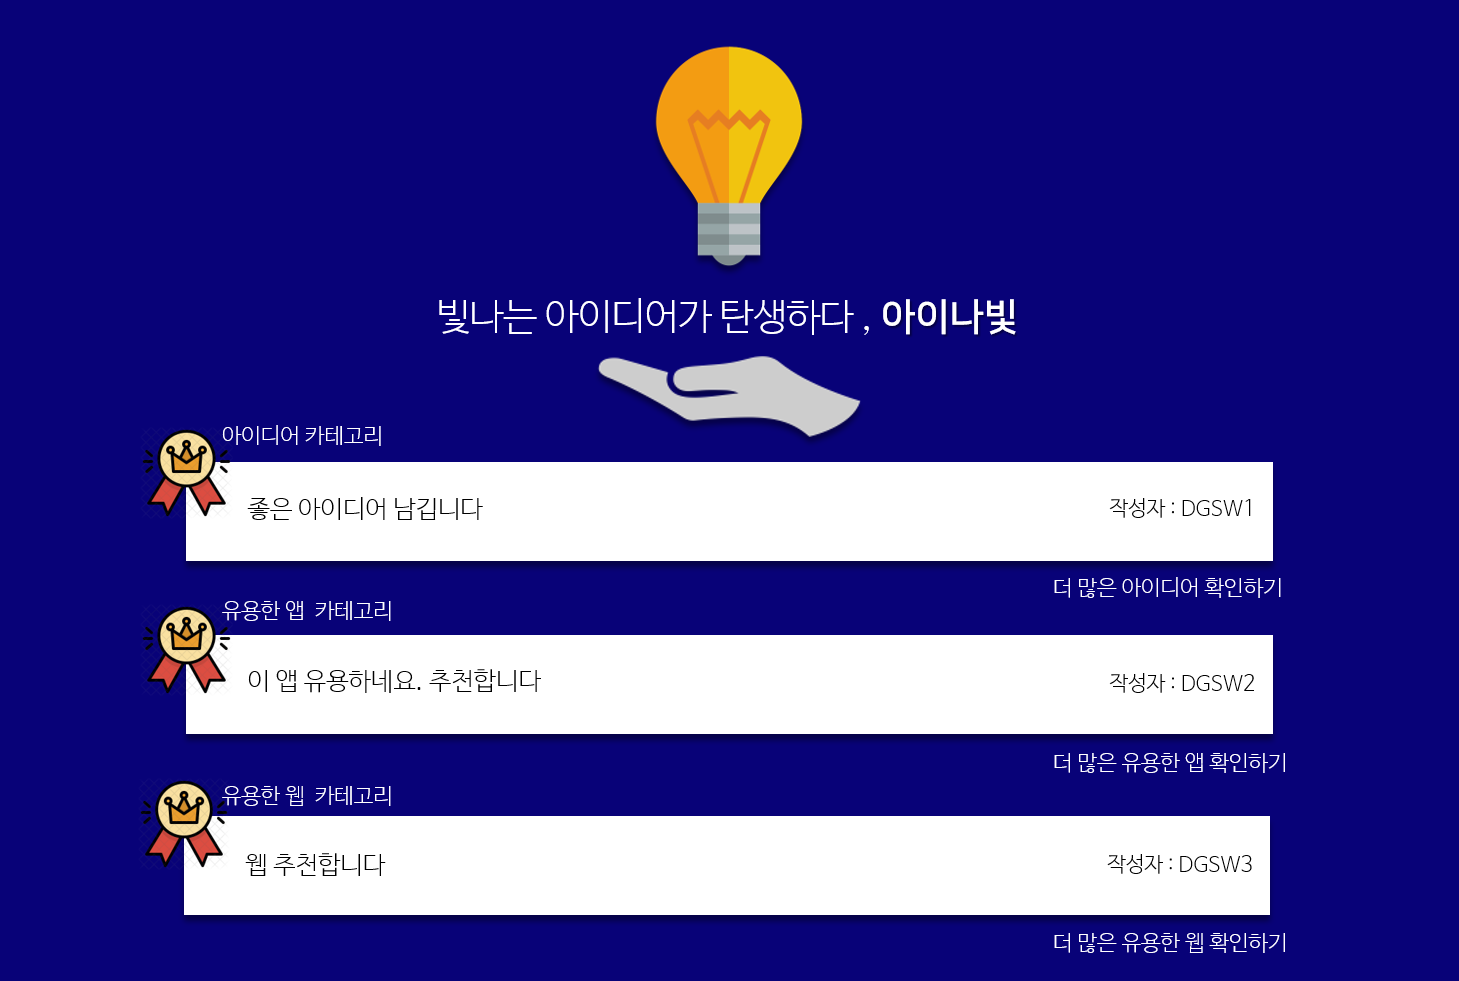 빛나는 아이디어가 탄생하다 , 아이나빛
아이디어 카테고리
좋은 아이디어 남깁니다
작성자 : DGSW1
더 많은 아이디어 확인하기
유용한 앱 카테고리
이 앱 유용하네요. 추천합니다
작성자 : DGSW2
더 많은 유용한 앱 확인하기
유용한 웹 카테고리
웹 추천합니다
작성자 : DGSW3
더 많은 유용한 웹 확인하기